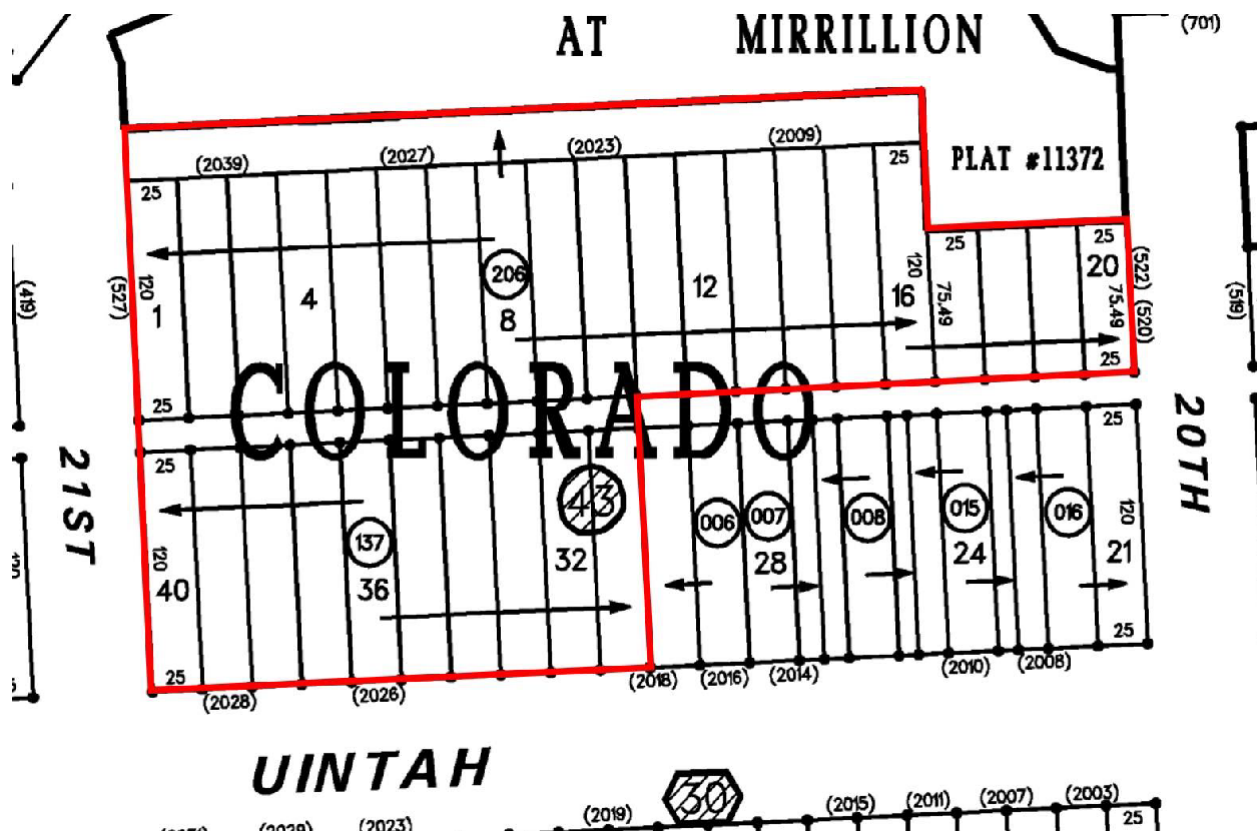 AT MIRRILLION
(701)
(2039) (2027) (2023) (2009)
25 25 PLAT #11372
206
25 25
(419) (527) 120 1 4 8 12 120 16 75.49 75.49 20 (522) (520) (519)
25 25
COLORADO
25 25
21ST 20TH
43
137 006 007 008 015 016
120 40 36 32 28 24 120 21
25 25
(2028) (2026) (2018) (2016) (2014) (2010) (2008)
UINTAH
30
(2019) (2015) (2011) (2007) (2003)
(2029) (2023)
25